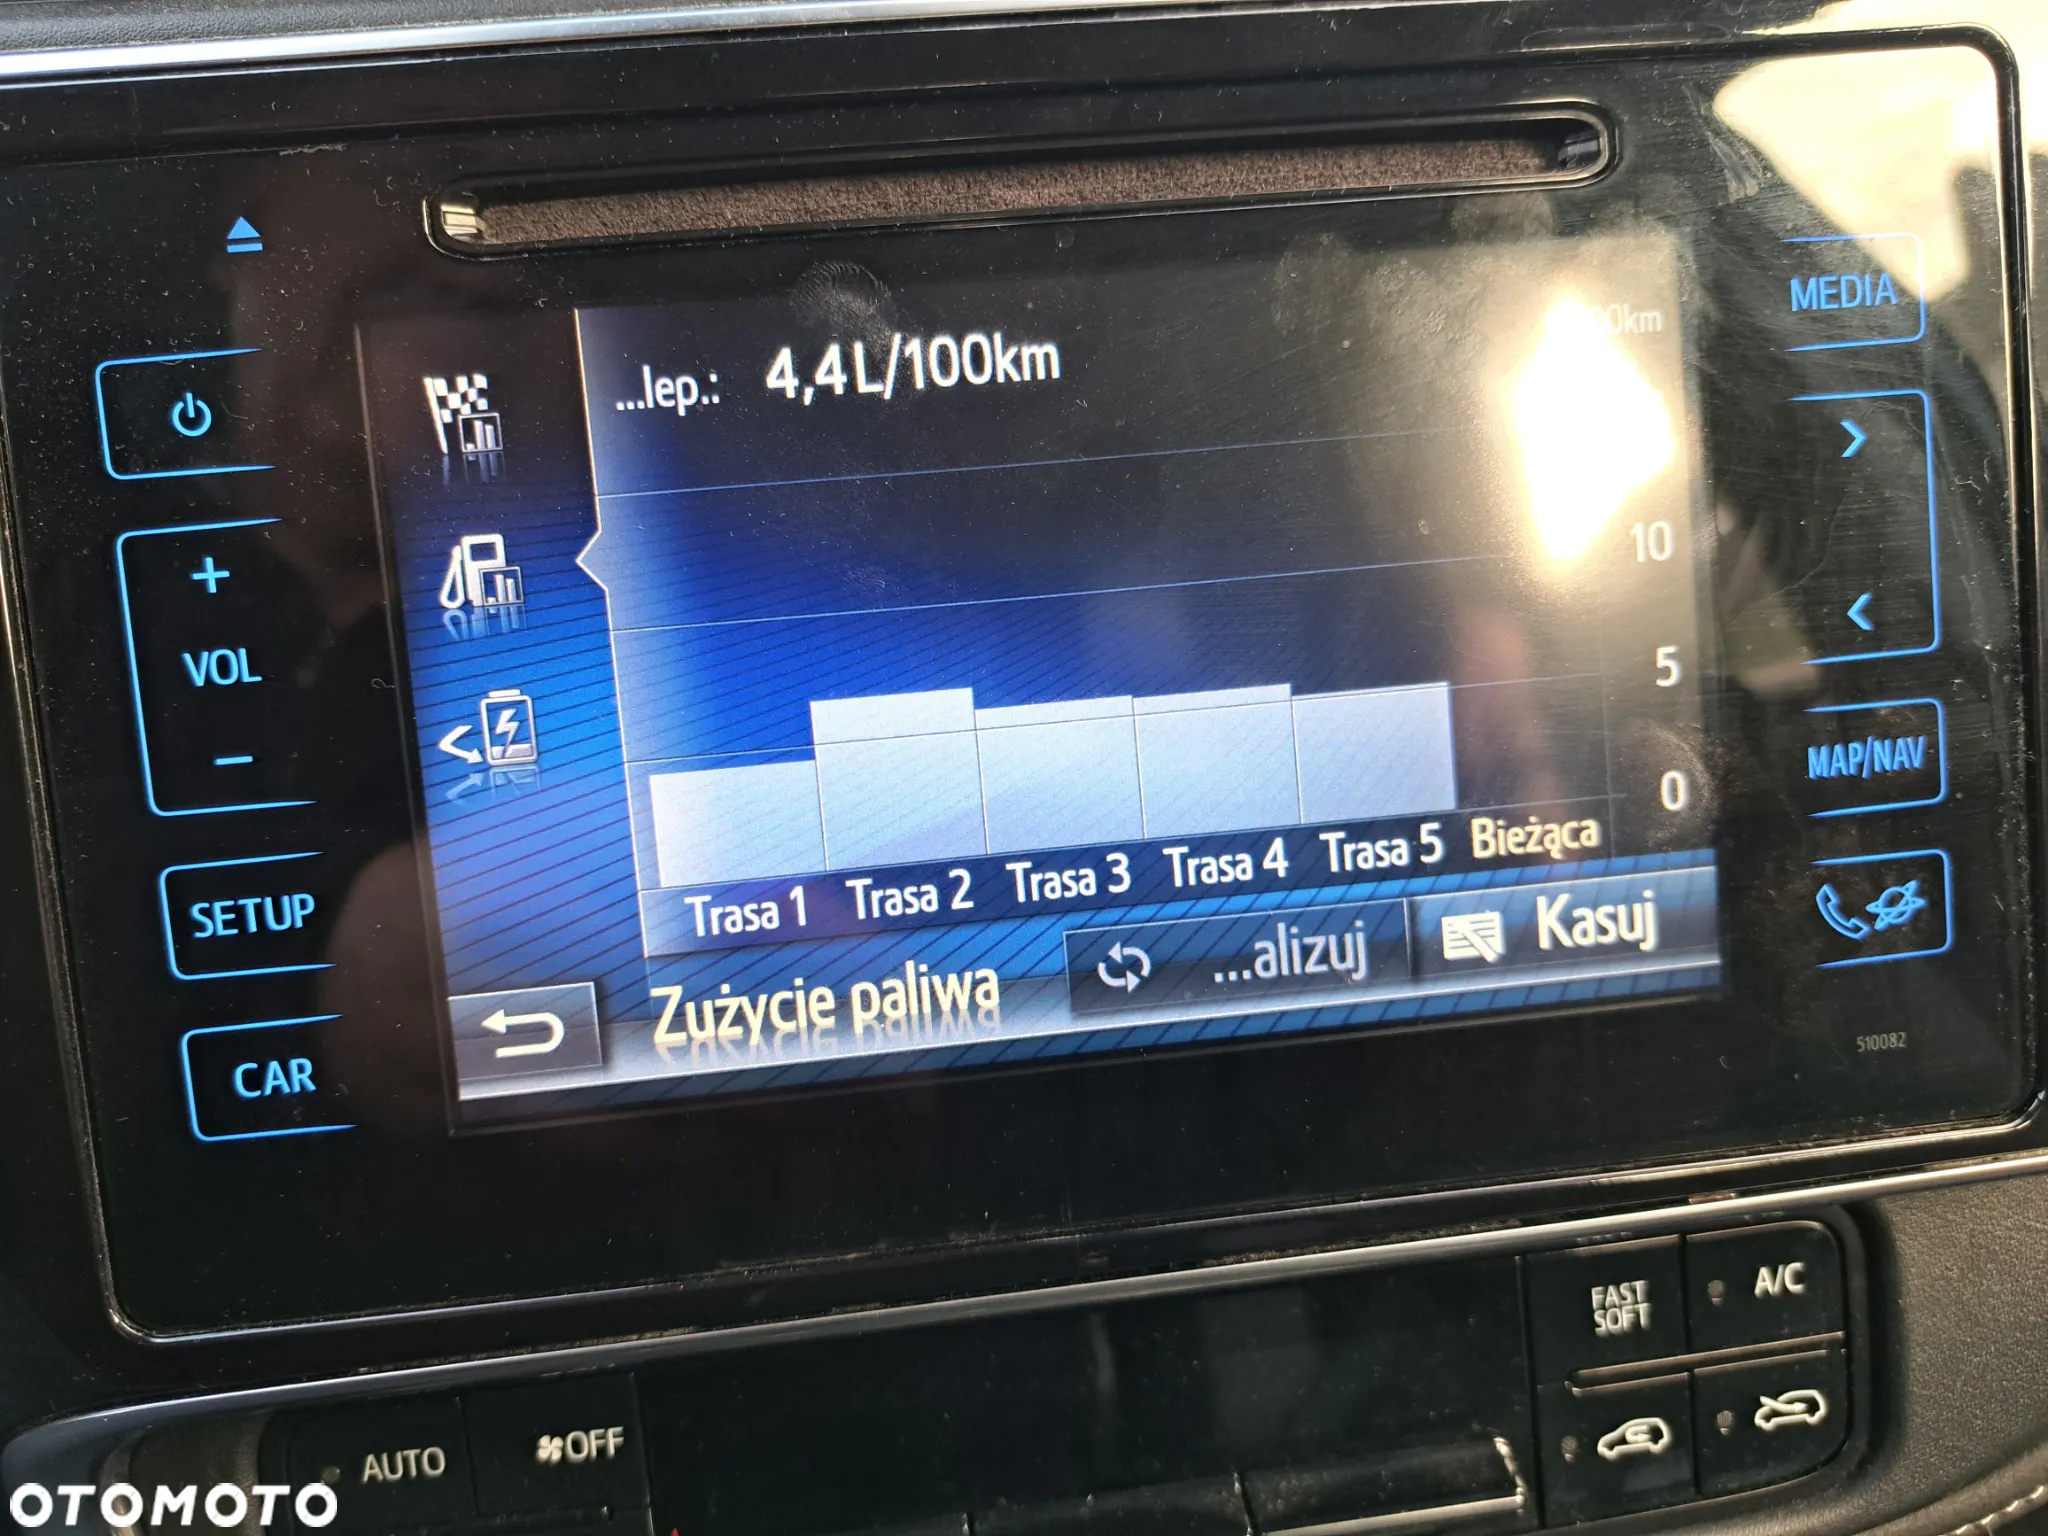 MEDIA
...lep.: 4,4L/100km
VOL
10
5
0
MAP/NAV
SETUP
CAR
Trasa 1 Trasa 2 Trasa 3 Trasa 4 Trasa 5 Bieżąca
Zużycie paliwa ...alizuj Kasuj
510082
FAST
SOFT
A/C
AUTO
OFF
OTOMOTO